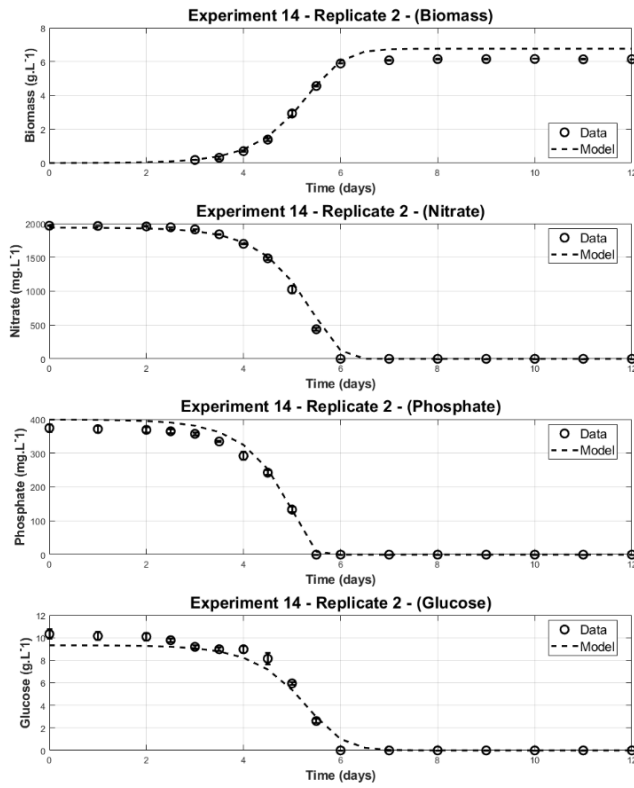 Experiment 14 - Replicate 2 - (Biomass)
8
6
4
2
0
Biomass (g.L⁻1)
Data
Model
0 2 4 6 8 10 12
Time (days)
Experiment 14 - Replicate 2 - (Nitrate)
2000
1500
1000
500
0
Nitrate (mg.L⁻1)
Data
Model
0 2 4 6 8 10 12
Time (days)
Experiment 14 - Replicate 2 - (Phosphate)
400
300
200
100
0
Phosphate (mg.L⁻1)
Data
Model
0 2 4 6 8 10 12
Time (days)
Experiment 14 - Replicate 2 - (Glucose)
12
10
8
6
4
2
0
Glucose (g.L⁻1)
Data
Model
0 2 4 6 8 10 12
Time (days)